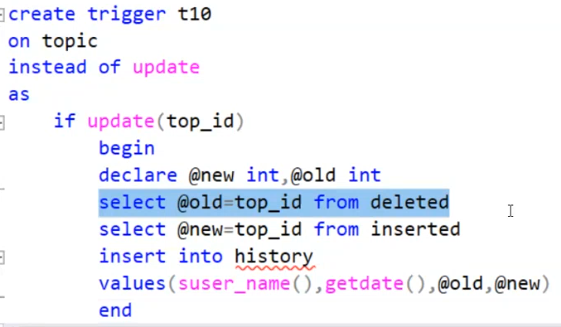 create trigger t10
on topic
instead of update
as
if update(top_id)
begin
declare @new int,@old int
select @old=top_id from deleted
select @new=top_id from inserted
insert into history
values(suser_name(),getdate(),@old,@new)
end